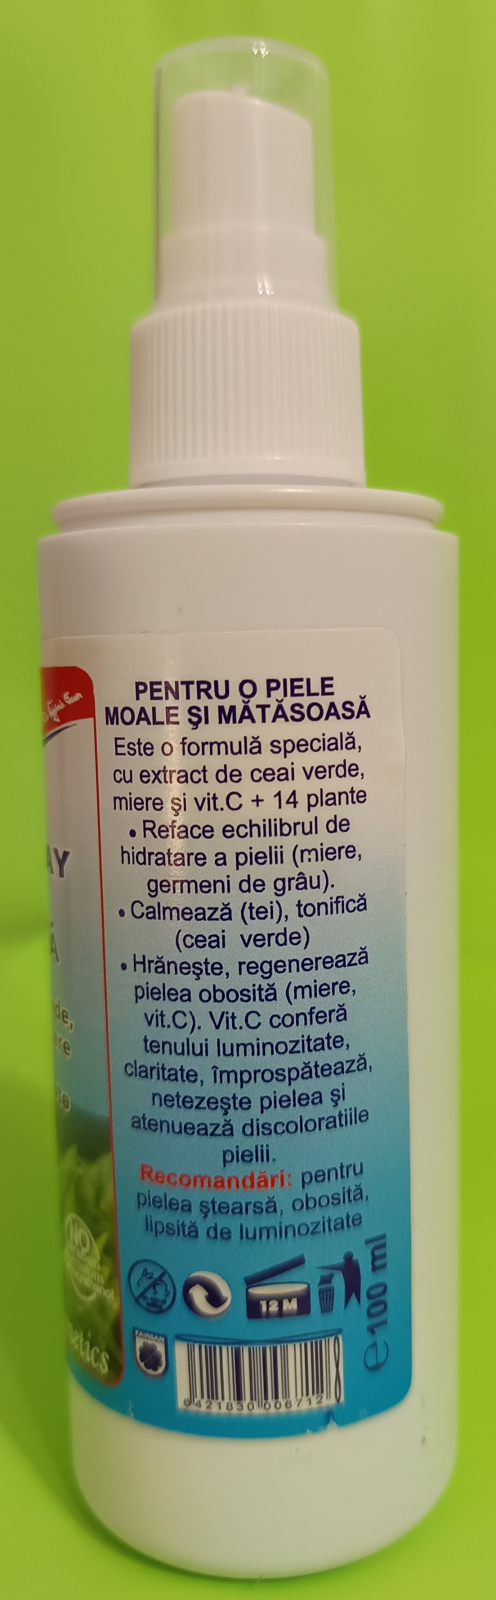 PENTRU O PIELE
MOALE ŞI MĂTĂSOASĂ
Este o formulă specială,
cu extract de ceai verde,
miere şi vit.C + 14 plante
• Reface echilibrul de
hidratare a pielii (miere,
germeni de grâu).
• Calmează (tei), tonifică
(ceai verde)
• Hrăneşte, regenerează
pielea obosită (miere,
vit.C). Vit.C conferă
tenului luminozitate,
claritate, împrospătează,
netezeşte pielea şi
atenuează discoloratiile
pielii.
Recomandări: pentru
pielea ştearsă, obosită,
lipsită de luminozitate
12 M
e 100 ml
FAVISAN
6421830006712
NO